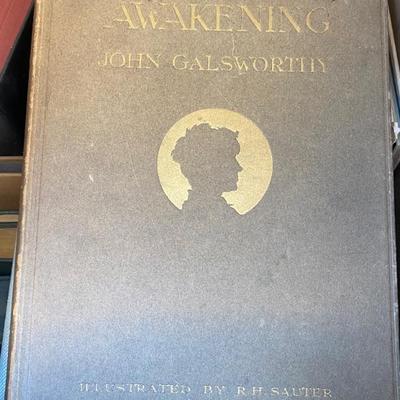 AWAKENING
JOHN GALSWORTHY
ILLUSTRATED BY R.H. SAUTER